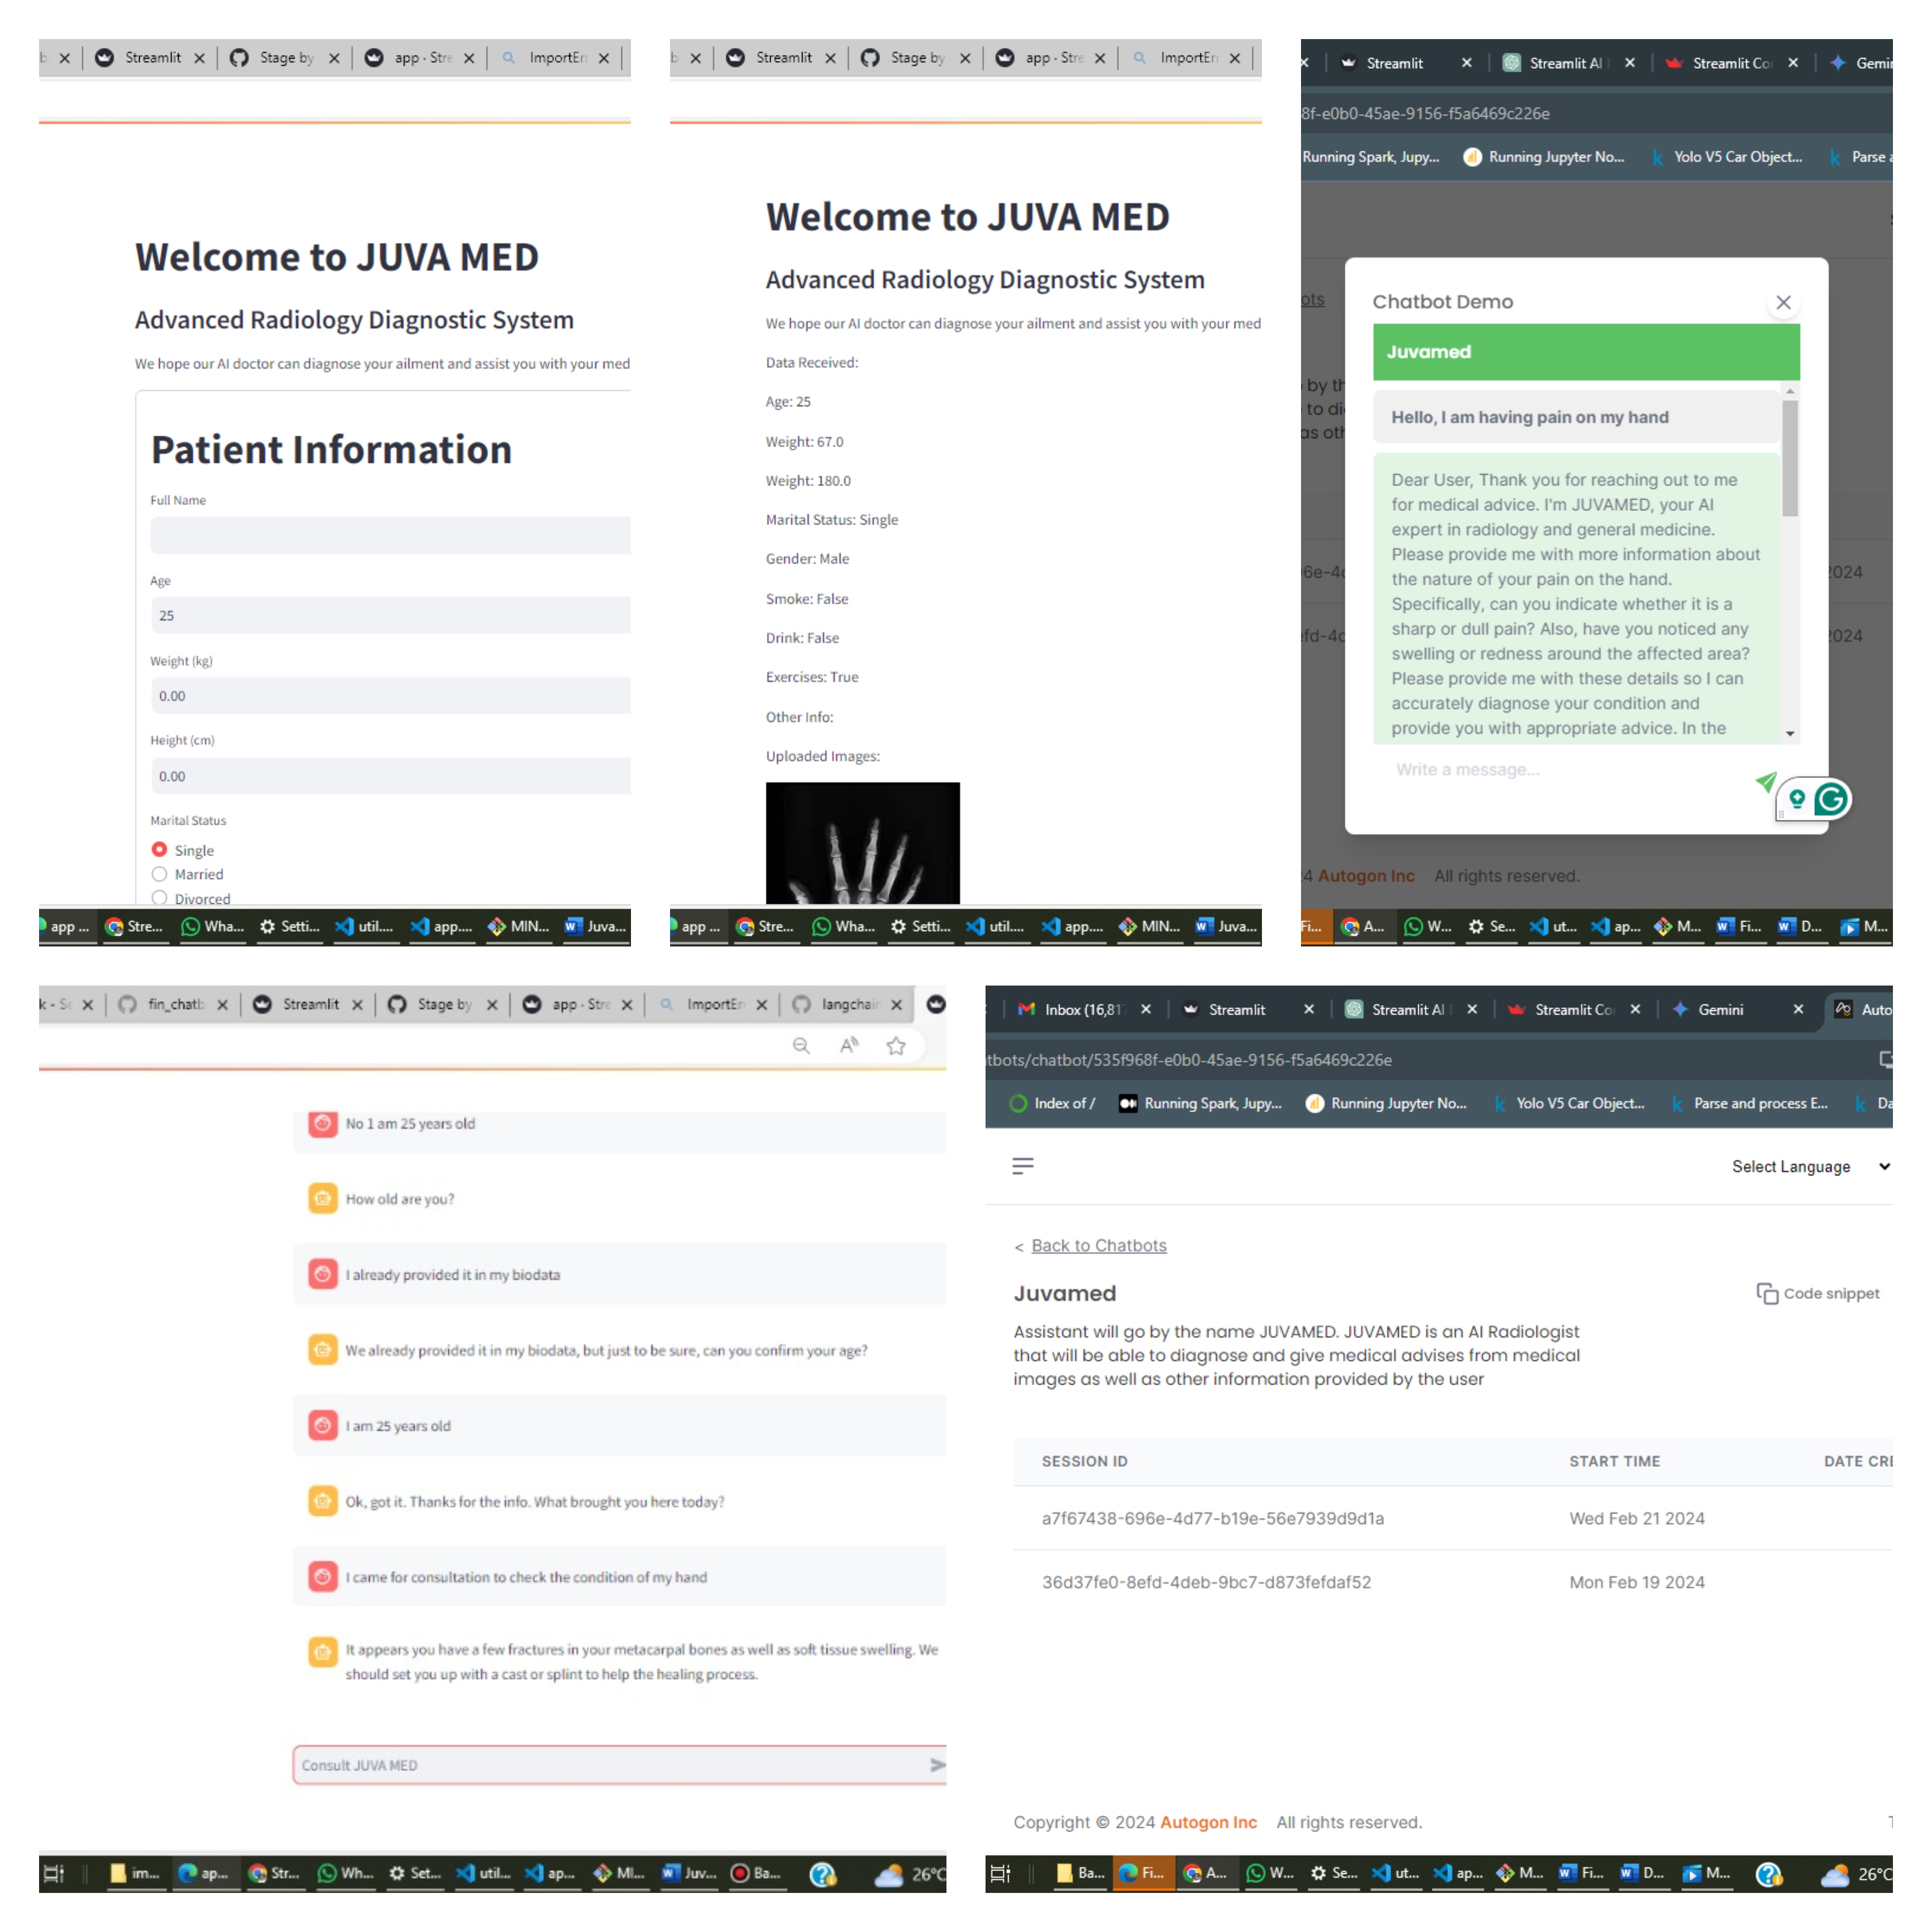 Streamlit
Stage by
app - Stre
ImportErr
Welcome to JUVA MED
Advanced Radiology Diagnostic System
We hope our AI doctor can diagnose your ailment and assist you with your med
Patient Information
Full Name
Age
25
Weight (kg)
0.00
Height (cm)
0.00
Marital Status
Single
Married
Divorced
app ...
Stre...
Wha...
Setti...
util....
app....
MIN...
Juva...
Streamlit
Stage by
app - Stre
ImportErr
Welcome to JUVA MED
Advanced Radiology Diagnostic System
We hope our AI doctor can diagnose your ailment and assist you with your med
Data Received:
Age: 25
Weight: 67.0
Weight: 180.0
Marital Status: Single
Gender: Male
Smoke: False
Drink: False
Exercises: True
Other Info:
Uploaded Images:
app ...
Stre...
Wha...
Setti...
util....
app....
MIN...
Juva...
Streamlit
Streamlit AI
Streamlit Co
Gemin
8f-e0b0-45ae-9156-f5a6469c226e
Running Spark, Jupy...
Running Jupyter No...
Yolo V5 Car Object...
Parse a
ots
Chatbot Demo
Juvamed
by th
to di
as oth
Hello, I am having pain on my hand
Dear User, Thank you for reaching out to me
for medical advice. I'm JUVAMED, your AI
expert in radiology and general medicine.
Please provide me with more information about
the nature of your pain on the hand.
Specifically, can you indicate whether it is a
sharp or dull pain? Also, have you noticed any
swelling or redness around the affected area?
Please provide me with these details so I can
accurately diagnose your condition and
provide you with appropriate advice. In the
6e-4d
2024
efd-4d
2024
Write a message...
4 Autogon Inc All rights reserved.
Fi...
A...
W...
Se...
ut...
ap...
M...
Fi...
D...
M...
k - Se
fin_chatb
Streamlit
Stage by
app - Stre
ImportErr
langchain
No 1 am 25 years old
How old are you?
I already provided it in my biodata
We already provided it in my biodata, but just to be sure, can you confirm your age?
I am 25 years old
Ok, got it. Thanks for the info. What brought you here today?
I came for consultation to check the condition of my hand
It appears you have a few fractures in your metacarpal bones as well as soft tissue swelling. We
should set you up with a cast or splint to help the healing process.
Consult JUVA MED
im...
ap...
Str...
Wh...
Set...
util...
ap...
MI...
Juv...
Ba...
26°C
Inbox (16,81
Streamlit
Streamlit AI
Streamlit Co
Gemini
Auto
tbots/chatbot/535f968f-e0b0-45ae-9156-f5a6469c226e
Index of /
Running Spark, Jupy...
Running Jupyter No...
Yolo V5 Car Object...
Parse and process E...
Da
Select Language
< Back to Chatbots
Juvamed
Code snippet
Assistant will go by the name JUVAMED. JUVAMED is an AI Radiologist
that will be able to diagnose and give medical advises from medical
images as well as other information provided by the user
SESSION ID START TIME DATE CRE
a7f67438-696e-4d77-b19e-56e7939d9d1a Wed Feb 21 2024
36d37fe0-8efd-4deb-9bc7-d873fefdaf52 Mon Feb 19 2024
Copyright © 2024 Autogon Inc All rights reserved.
Ba...
Fi...
A...
W...
Se...
ut...
ap...
M...
Fi...
D...
M...
26°C